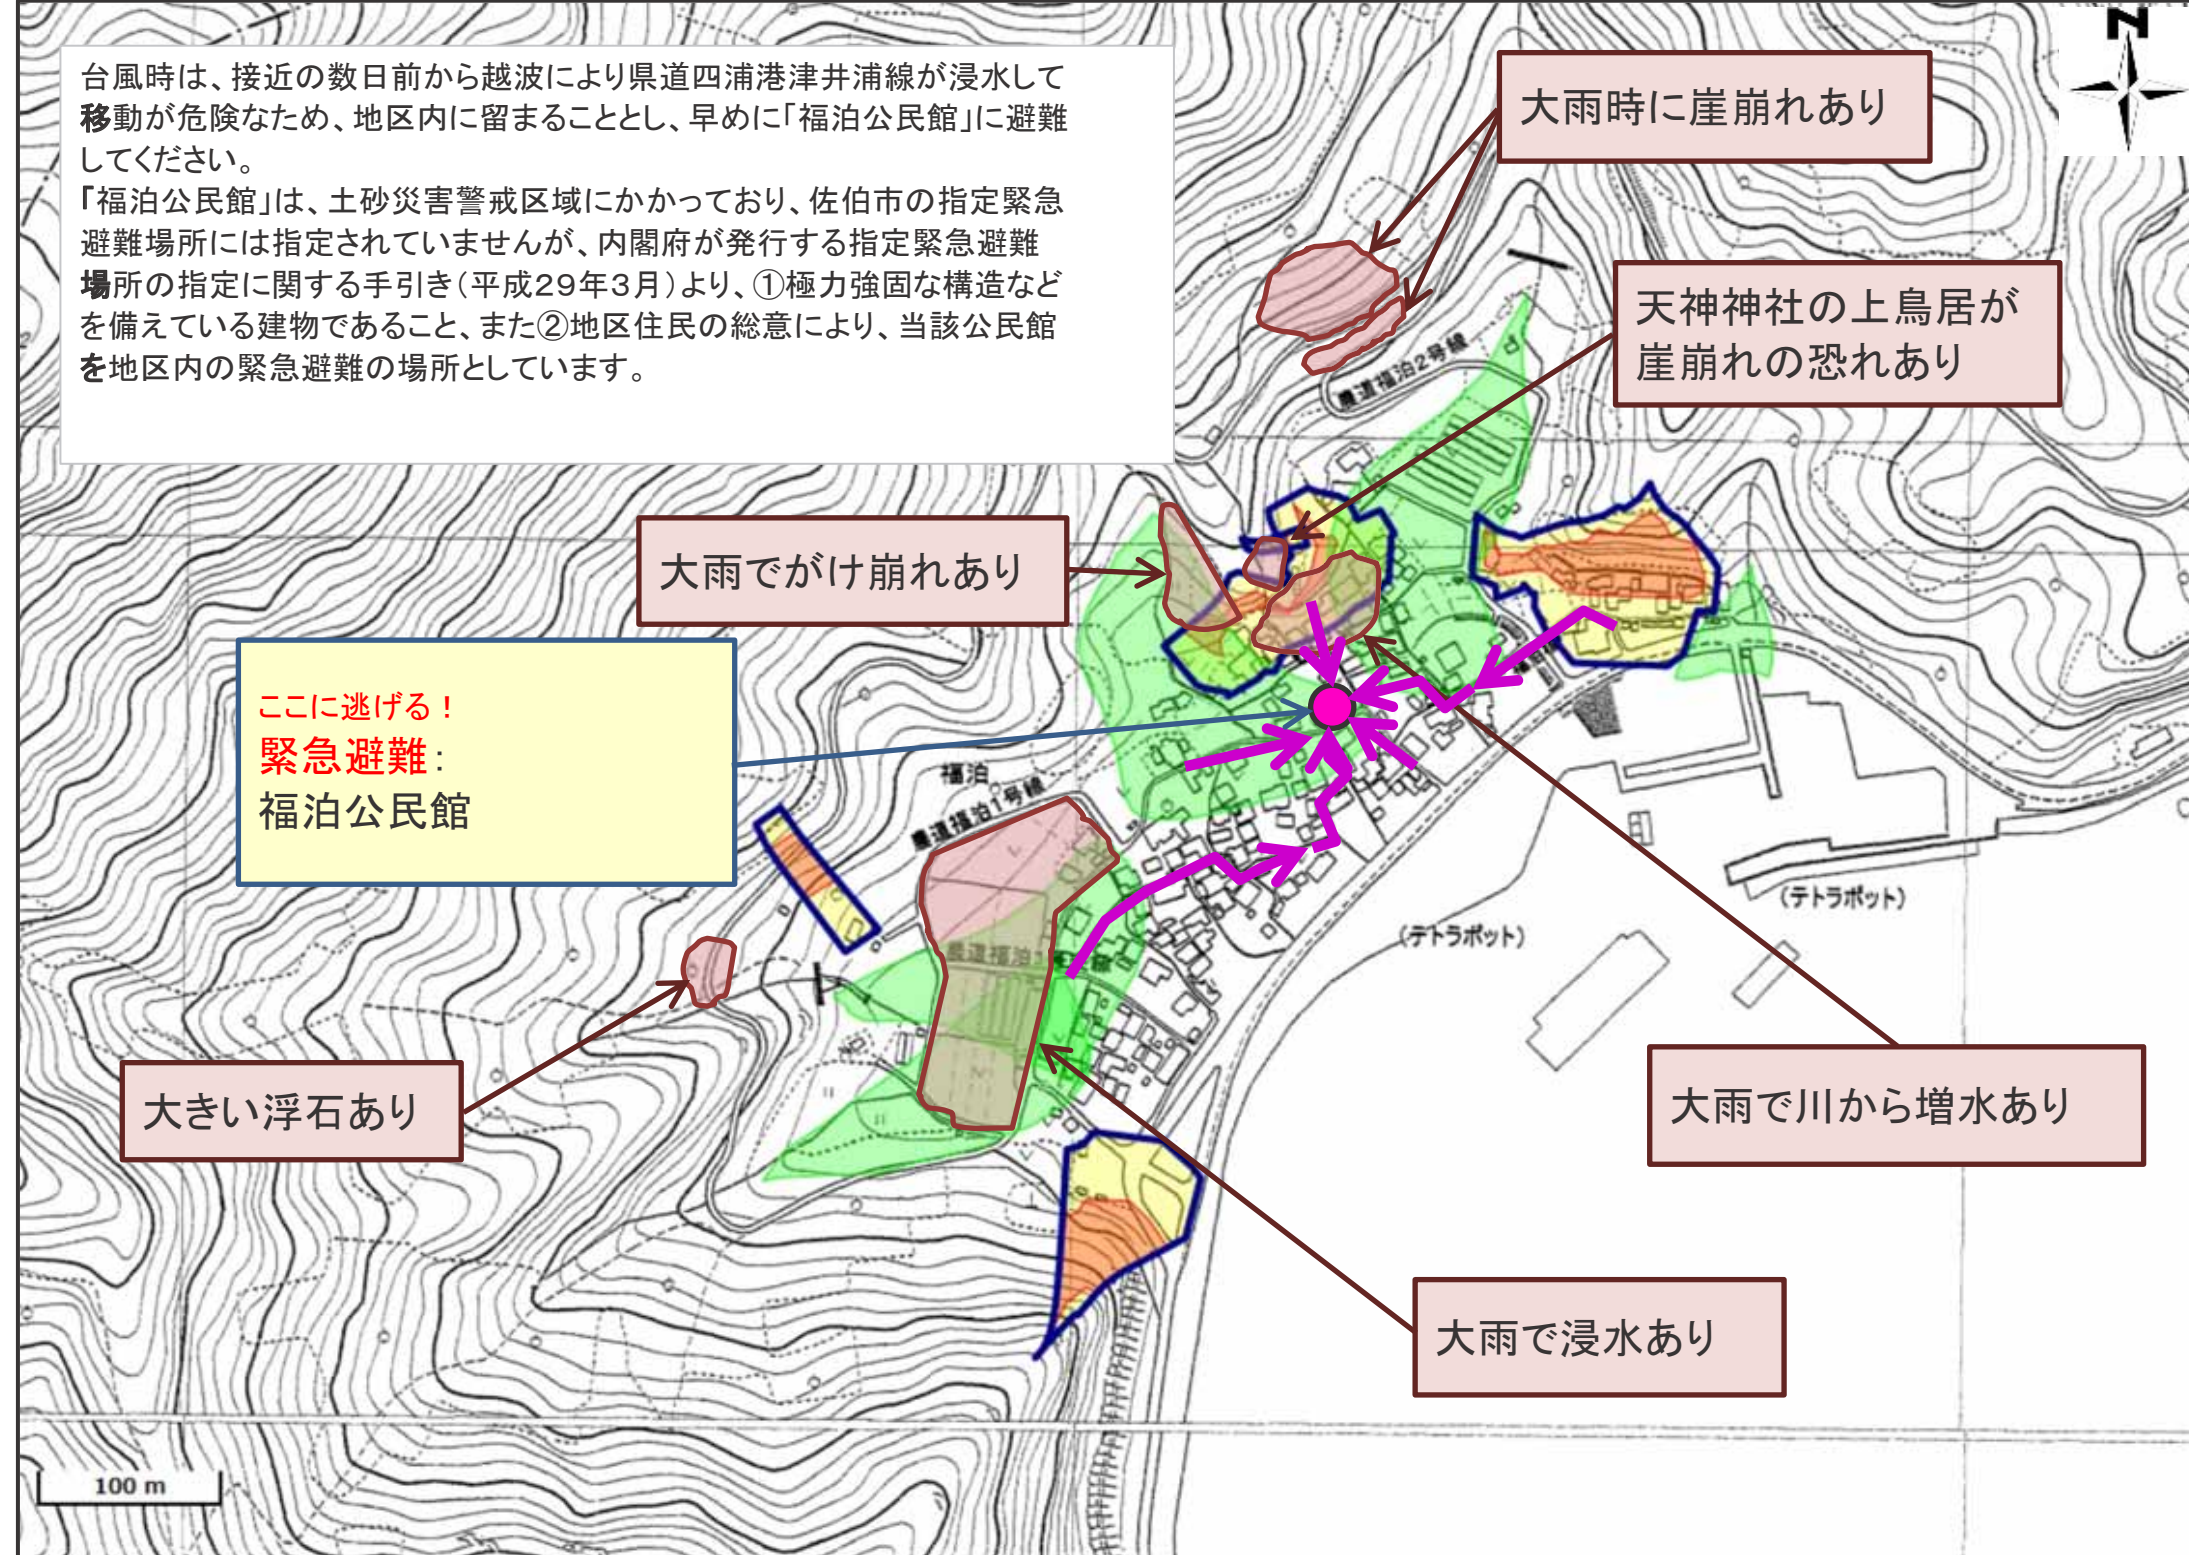 台風時は、接近の数日前から越波により県道四浦港津井浦線が浸水して
移動が危険なため、地区内に留まることとし、早めに「福泊公民館」に避難
してください。
「福泊公民館」は、土砂災害警戒区域にかかっており、佐伯市の指定緊急
避難場所には指定されていませんが、内閣府が発行する指定緊急避難
場所の指定に関する手引き(平成29年3月)より、①極力強固な構造など
を備えている建物であること、また②地区住民の総意により、当該公民館
を地区内の緊急避難の場所としています。
N
大雨時に崖崩れあり
天神神社の上鳥居が
崖崩れの恐れあり
農道福泊2号線
大雨でがけ崩れあり
ここに逃げる!
緊急避難:
福泊公民館
福泊
農道福泊1号線
農道福泊
(テトラポット)
(テトラポット)
大きい浮石あり
大雨で川から増水あり
大雨で浸水あり
100 m